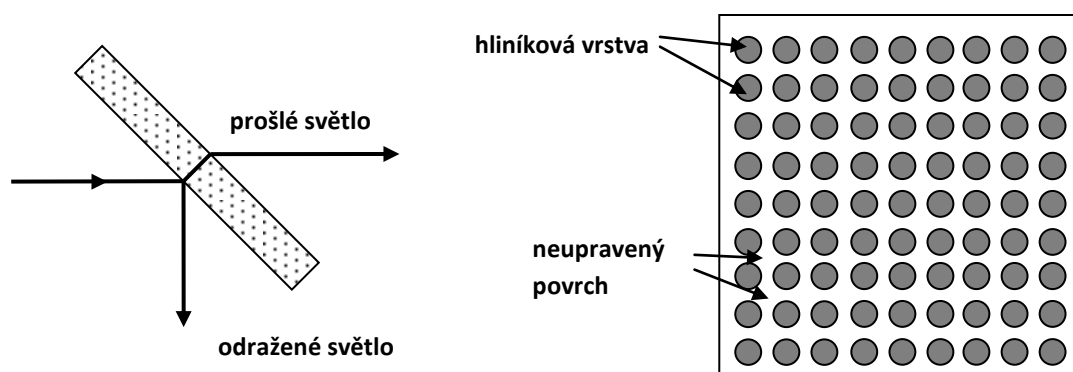 prošlé světlo
odražené světlo
hliníková vrstva
neupravený
povrch